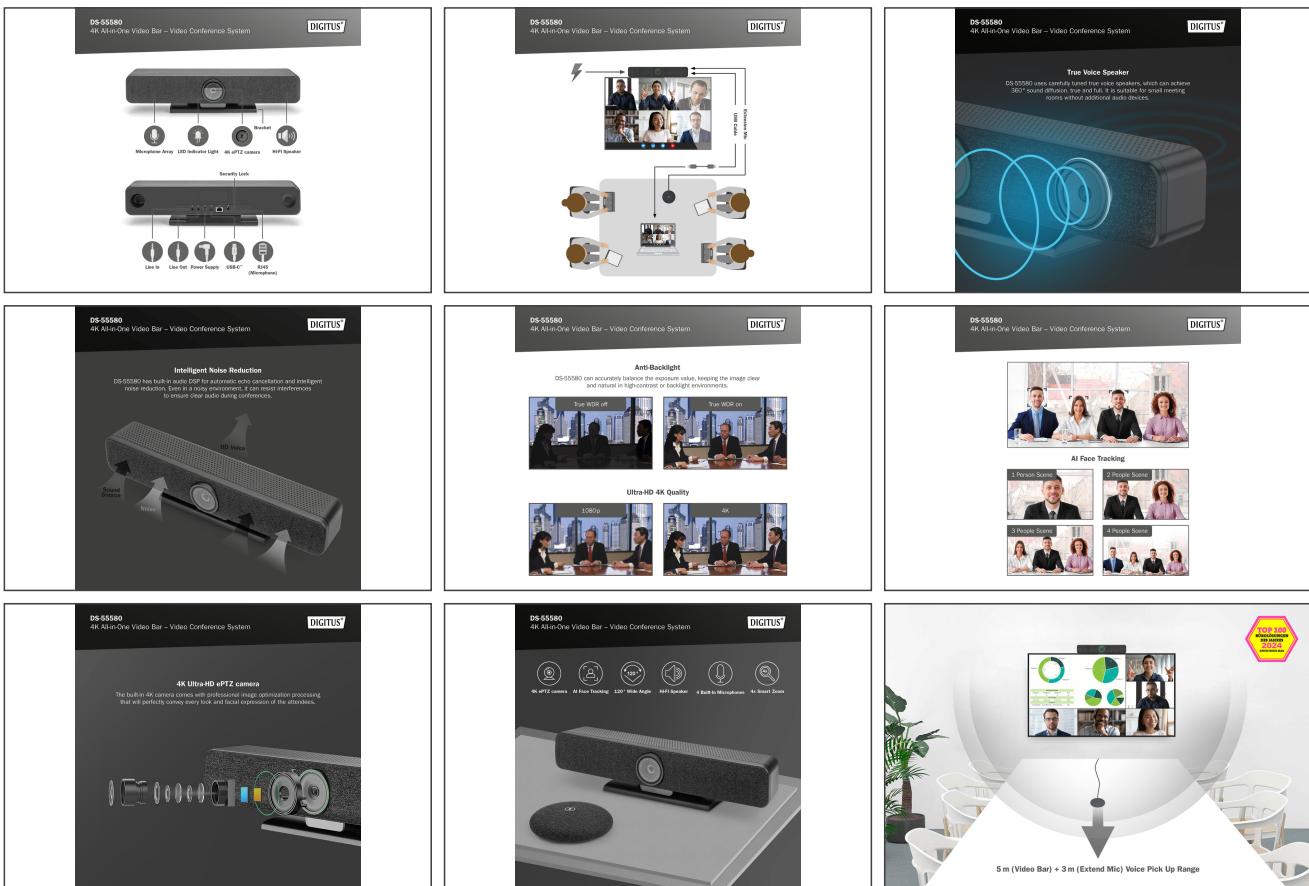 DS-55580
4K All-in-One Video Bar – Video Conference System
DIGITUS®
Microphone Array
LED Indicator Light
4K ePTZ camera
Bracket
Hi-Fi Speaker
Security Lock
Line In
Line Out
Power Supply
USB-C™
RJ45
(Microphone)
DS-55580
4K All-in-One Video Bar – Video Conference System
DIGITUS®
USB Cable
Extension Mic
DS-55580
4K All-in-One Video Bar – Video Conference System
DIGITUS®
True Voice Speaker
DS-55580 uses carefully tuned true voice speakers, which can achieve
360° sound diffusion, true and full. It is suitable for small meeting
rooms without additional audio devices.
DS-55580
4K All-in-One Video Bar – Video Conference System
DIGITUS®
Intelligent Noise Reduction
DS-55580 has built-in audio DSP for automatic echo cancellation and intelligent
noise reduction. Even in a noisy environment, it can resist interferences
to ensure clear audio during conferences.
HD Voice
Sound
Source
Noise
DS-55580
4K All-in-One Video Bar – Video Conference System
DIGITUS®
Anti-Backlight
DS-55580 can accurately balance the exposure value, keeping the image clear
and natural in high-contrast or backlight environments.
True WDR off
True WDR on
Ultra-HD 4K Quality
1080p
4K
DS-55580
4K All-in-One Video Bar – Video Conference System
DIGITUS®
AI Face Tracking
1 Person Scene
2 People Scene
3 People Scene
4 People Scene
DS-55580
4K All-in-One Video Bar – Video Conference System
DIGITUS®
4K Ultra-HD ePTZ camera
The built-in 4K camera comes with professional image optimization processing
that will perfectly convey every look and facial expression of the attendees.
DS-55580
4K All-in-One Video Bar – Video Conference System
DIGITUS®
120°
4x
4K ePTZ camera
AI Face Tracking
120° Wide Angle
Hi-Fi Speaker
4 Built-in Microphones
4x Smart Zoom
TOP 100
BÜROLÖSUNGEN
DES JAHRES
2024
5 m (Video Bar) + 3 m (Extend Mic) Voice Pick Up Range